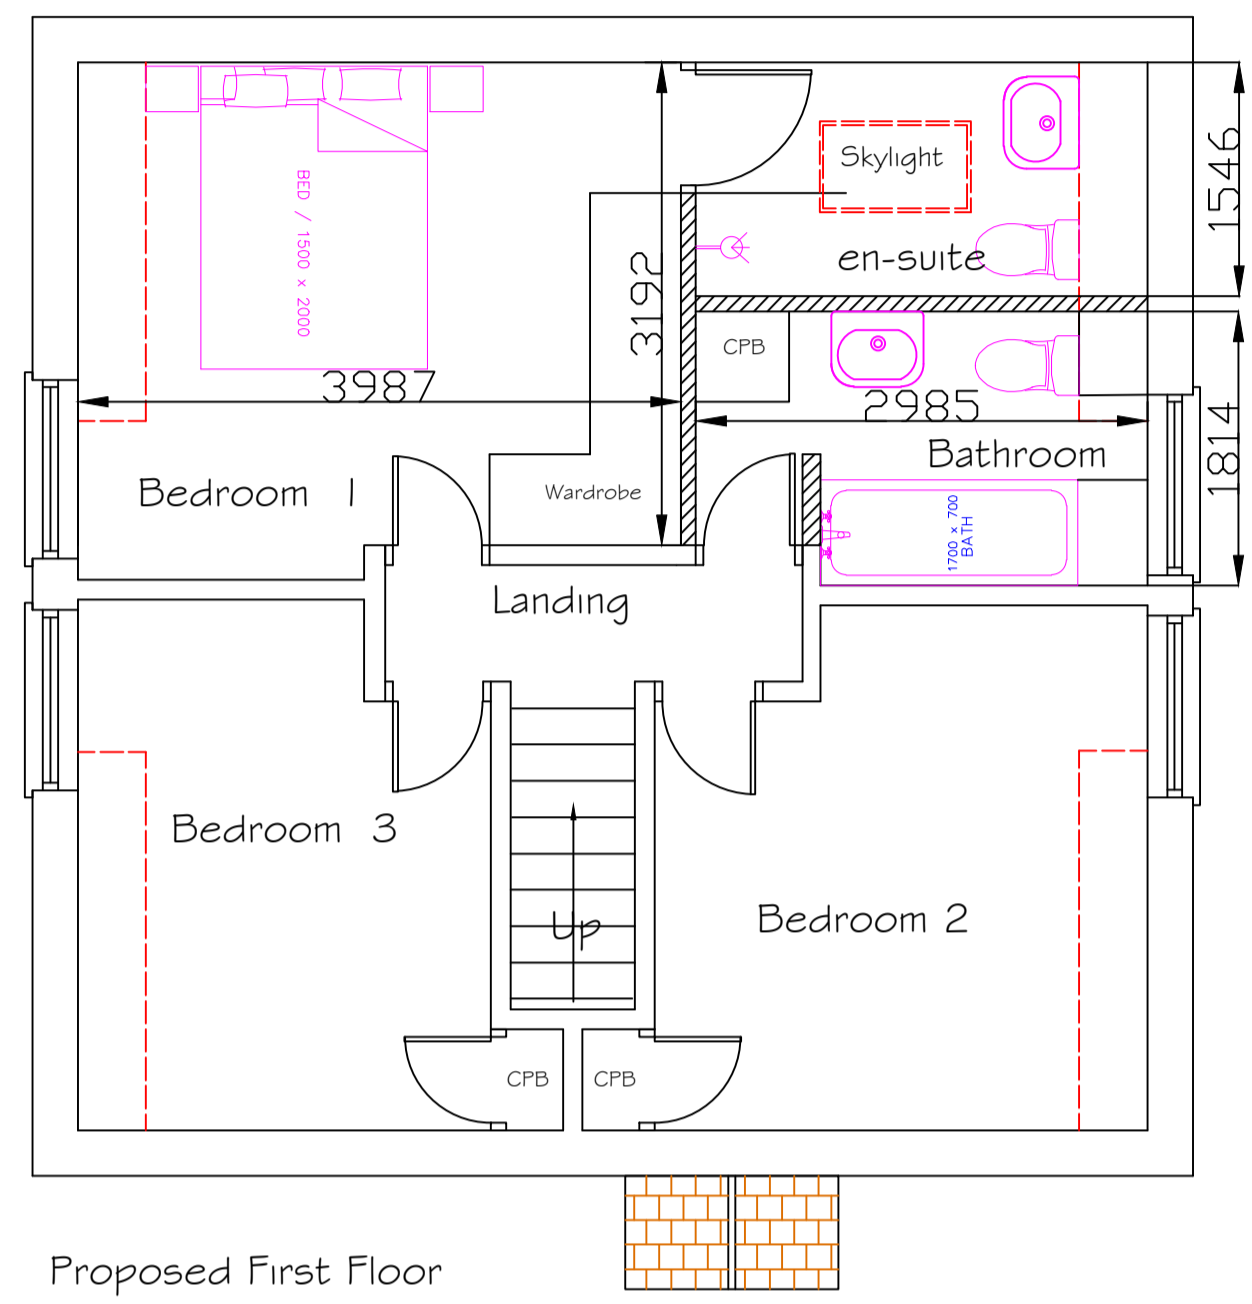 Skylight
1546
BED / 1500 x 2000
3192
en-suite
CPB
3987
2985
1814
Bathroom
Bedroom 1
Wardrobe
1700 x 700
BATH
Landing
Bedroom 3
Up
Bedroom 2
CPB
CPB
Proposed First Floor